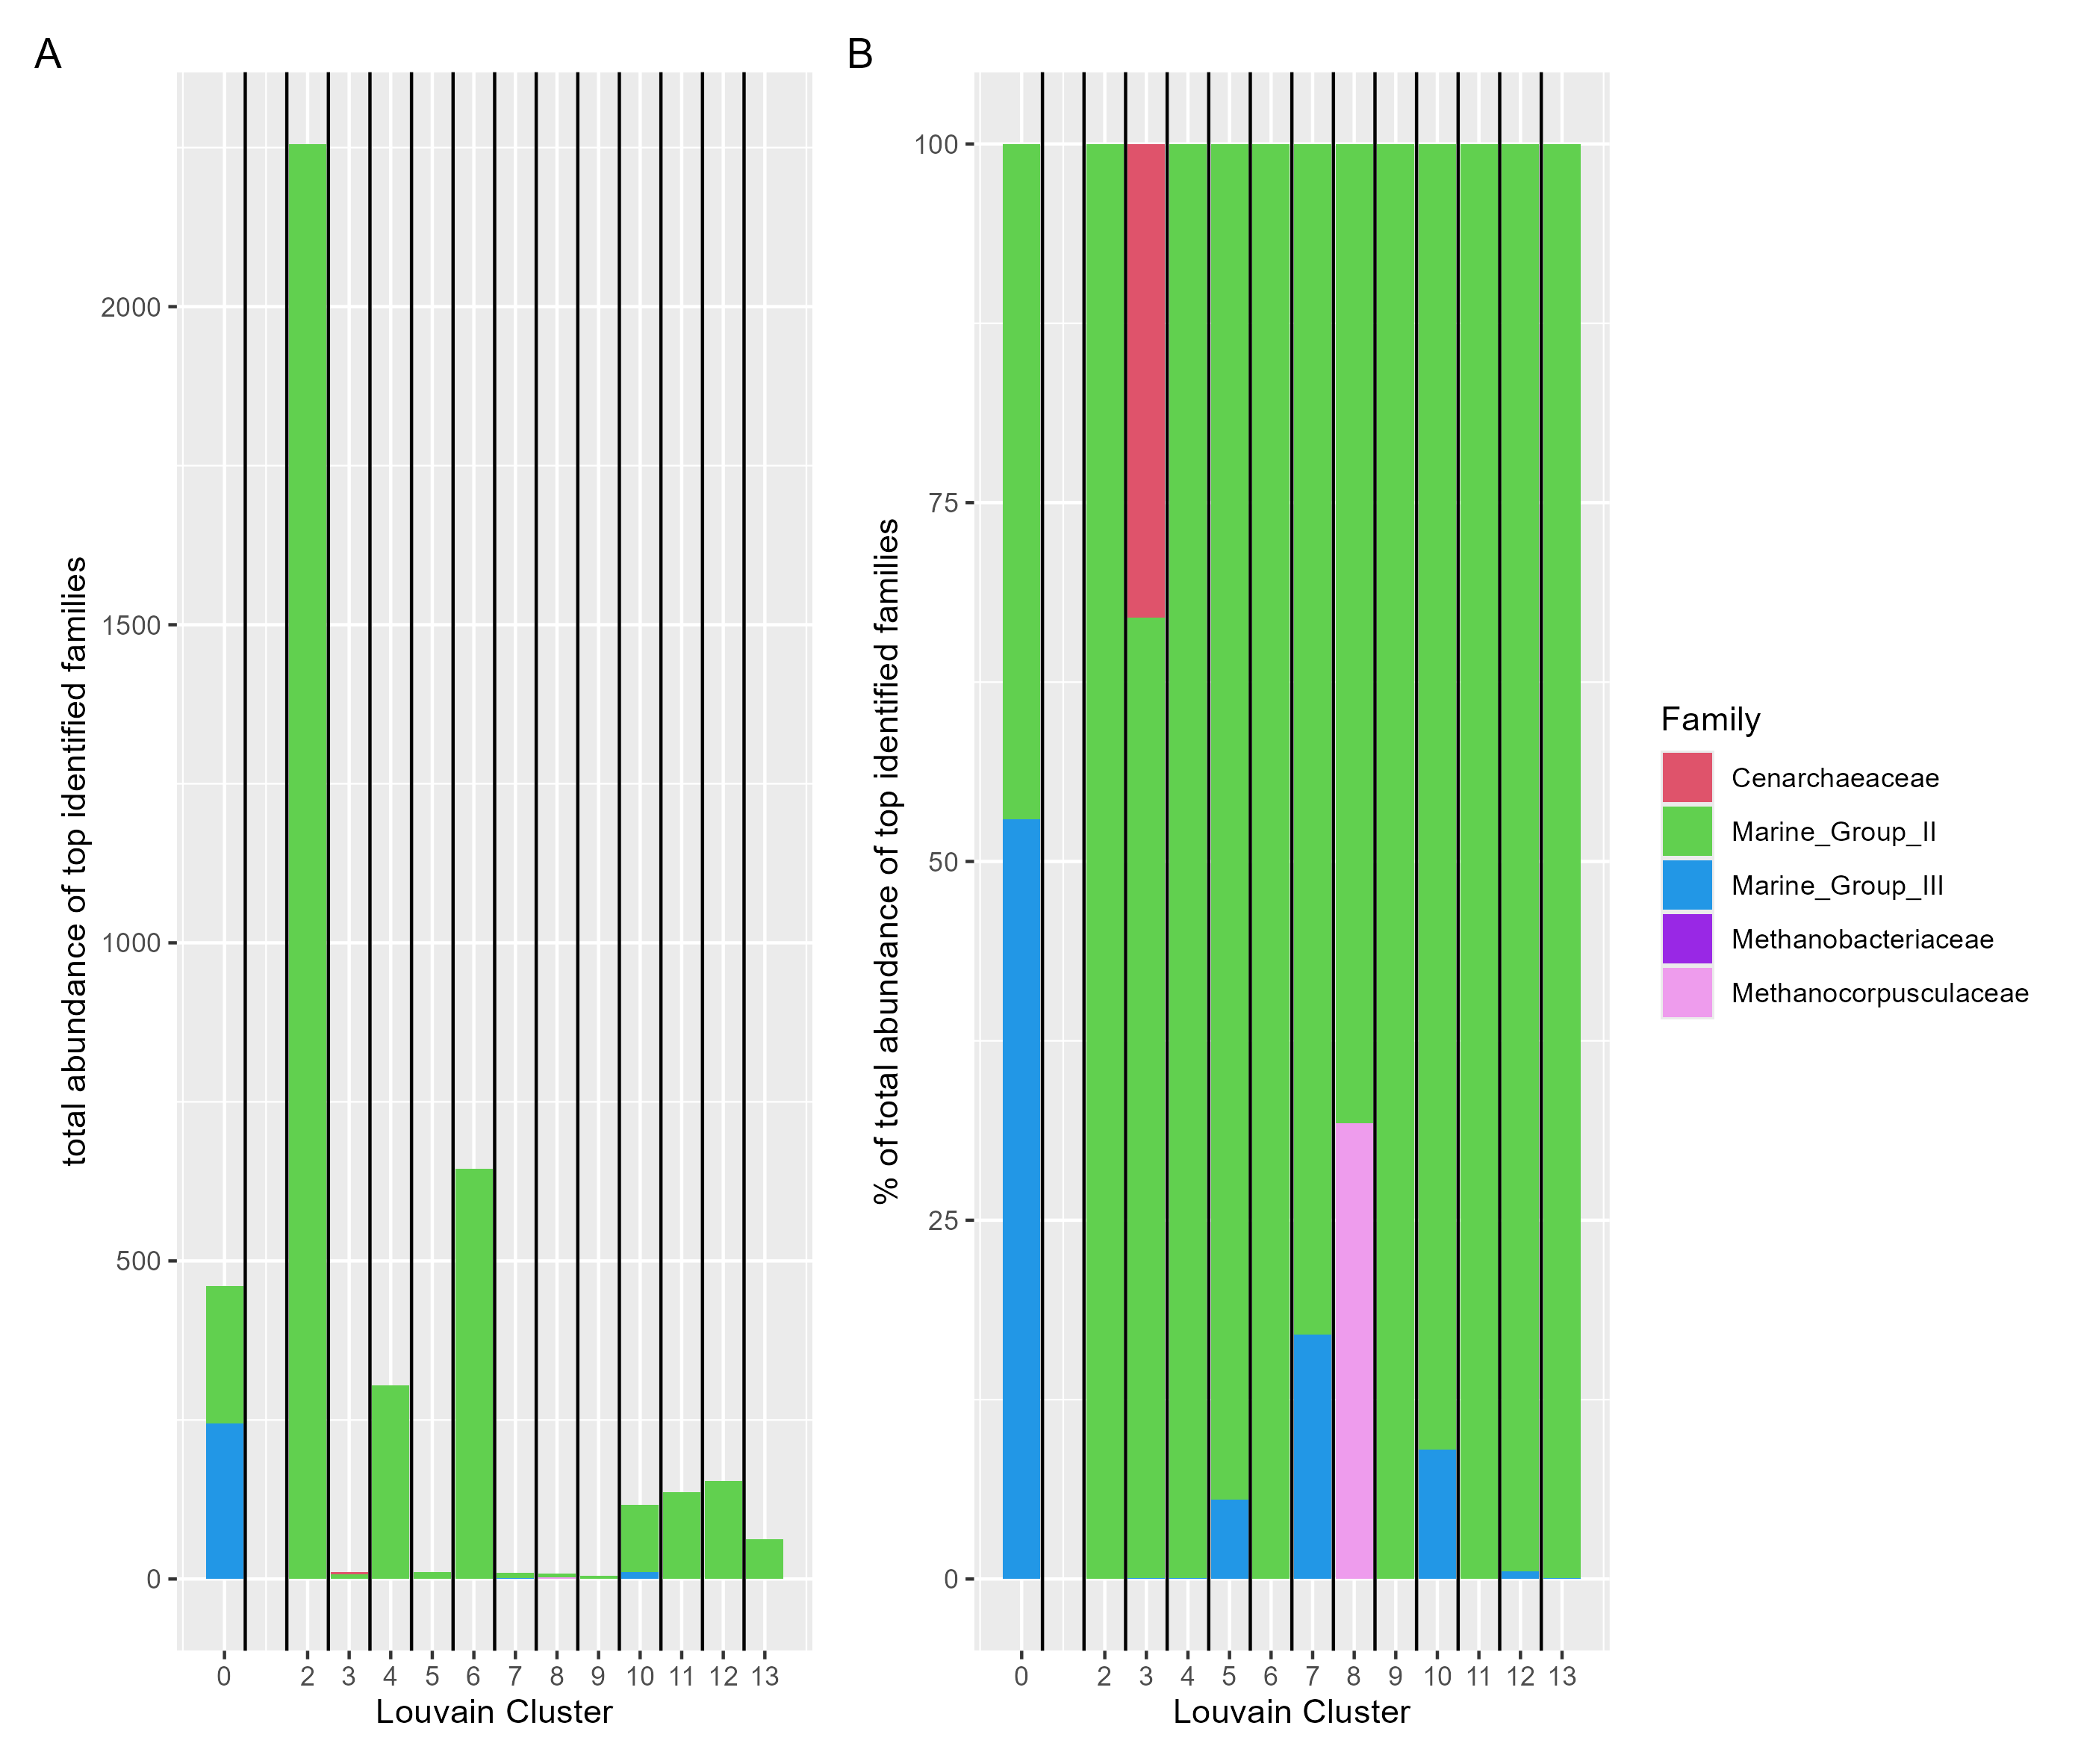 A
total abundance of top identified families
2000
1500
1000
500
0
0 2 3 4 5 6 7 8 9 10 11 12 13
Louvain Cluster
B
% of total abundance of top identified families
100
75
50
25
0
0 2 3 4 5 6 7 8 9 10 11 12 13
Louvain Cluster
Family
Cenarchaeaceae
Marine_Group_II
Marine_Group_III
Methanobacteriaceae
Methanocorpusculaceae